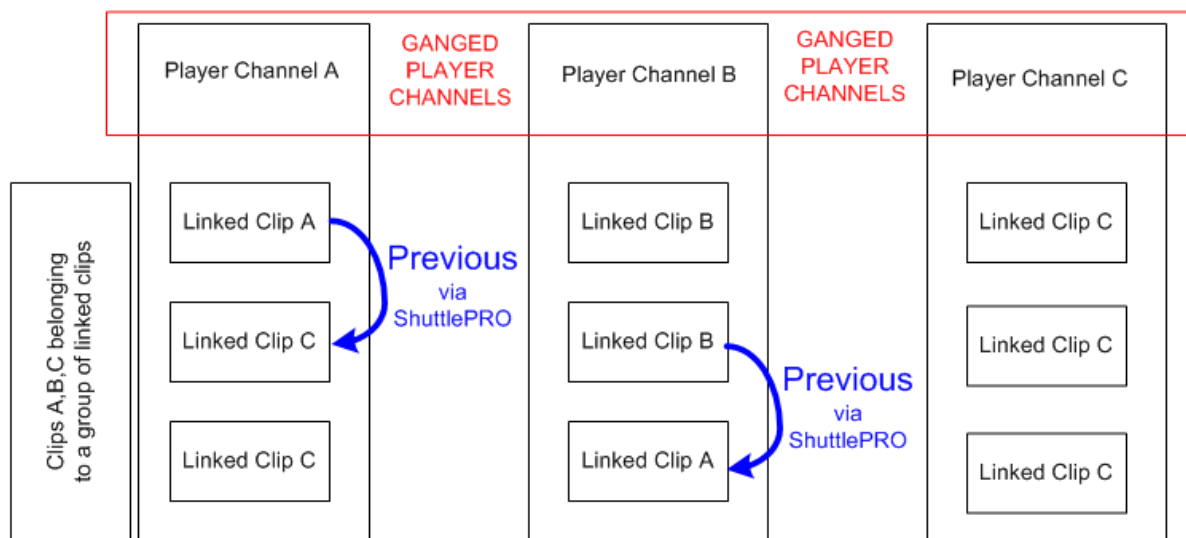 Player Channel A
GANGED
PLAYER
CHANNELS
Player Channel B
GANGED
PLAYER
CHANNELS
Player Channel C
Clips A,B,C belonging
to a group of linked clips
Linked Clip A
Previous
via
ShuttlePRO
Linked Clip C
Linked Clip C
Linked Clip B
Linked Clip B
Previous
via
ShuttlePRO
Linked Clip A
Linked Clip C
Linked Clip C
Linked Clip C